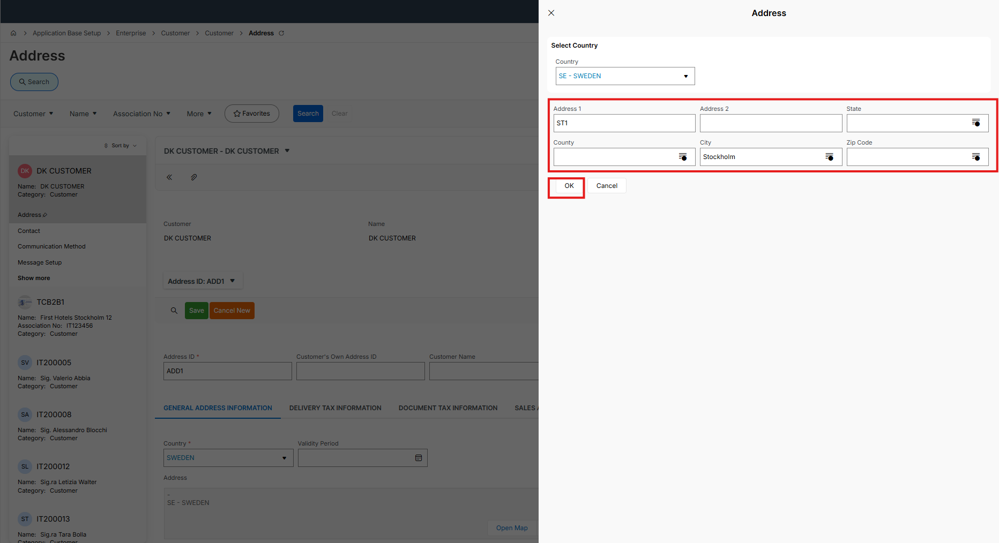 Application Base Setup > Enterprise > Customer > Customer > Address
Address
Search
Customer Name Association No More Favorites Search Clear
Sort by
DK DK CUSTOMER
Name: DK CUSTOMER
Category: Customer
Address
Contact
Communication Method
Message Setup
Show more
TCB2B1
Name: First Hotels Stockholm 12
Association No: IT123456
Category: Customer
SV IT200005
Name: Sig. Valerio Abbia
Category: Customer
SA IT200008
Name: Sig. Alessandro Blocchi
Category: Customer
SL IT200012
Name: Sig.ra Letizia Walter
Category: Customer
ST IT200013
Name: Sig.ra Tara Bolla
Category: Customer
DK CUSTOMER - DK CUSTOMER
Customer Name
DK CUSTOMER DK CUSTOMER
Address ID: ADD1
Save Cancel New
Address ID * Customer's Own Address ID Customer Name
ADD1
GENERAL ADDRESS INFORMATION DELIVERY TAX INFORMATION DOCUMENT TAX INFORMATION SALES A
Country * Validity Period
SWEDEN
Address
-
SE - SWEDEN
Open Map
Address
Select Country
Country
SE - SWEDEN
Address 1 Address 2 State
ST1
County City Zip Code
Stockholm
OK Cancel